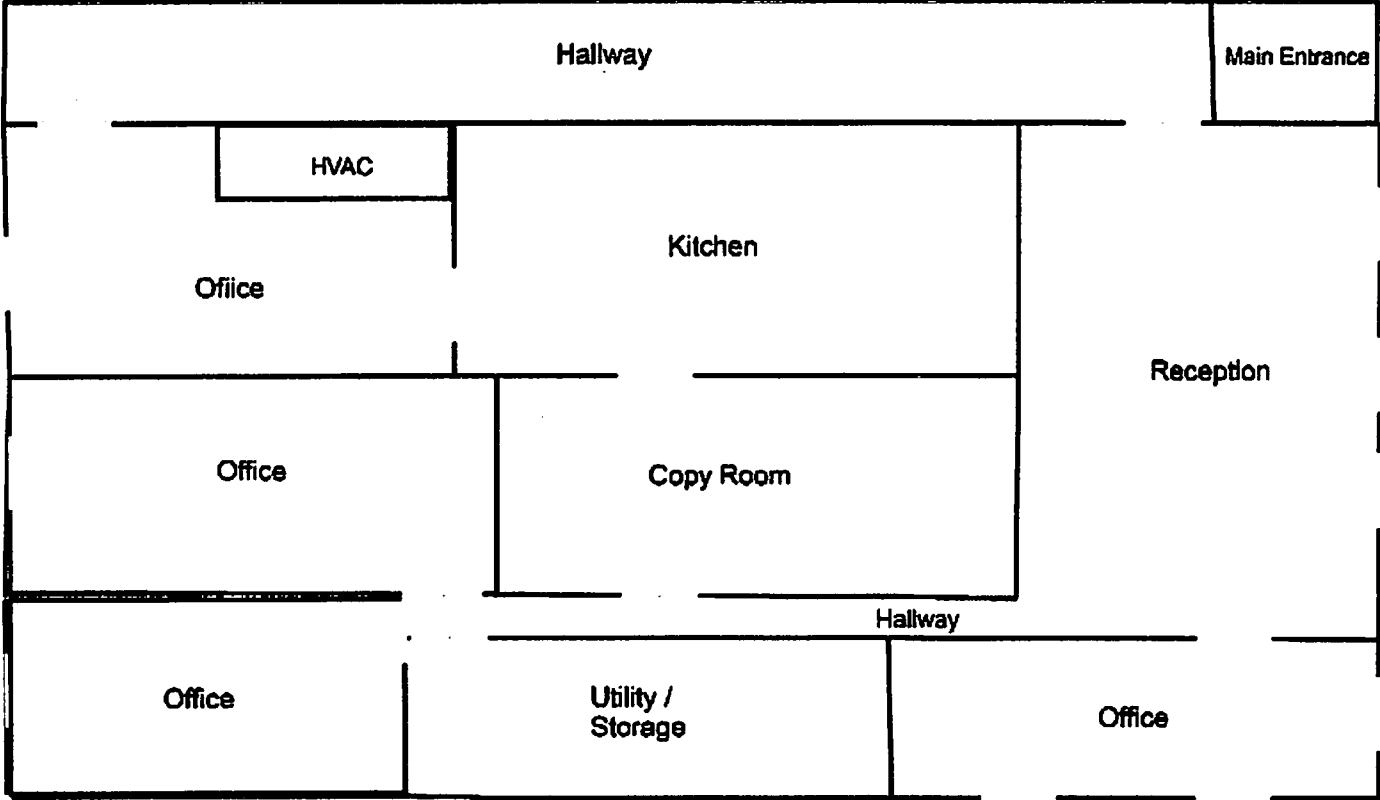 Hallway
Main Entrance
HVAC
Kitchen
Ofiice
Reception
Office
Copy Room
Hallway
Office
Utility /
Storage
Office